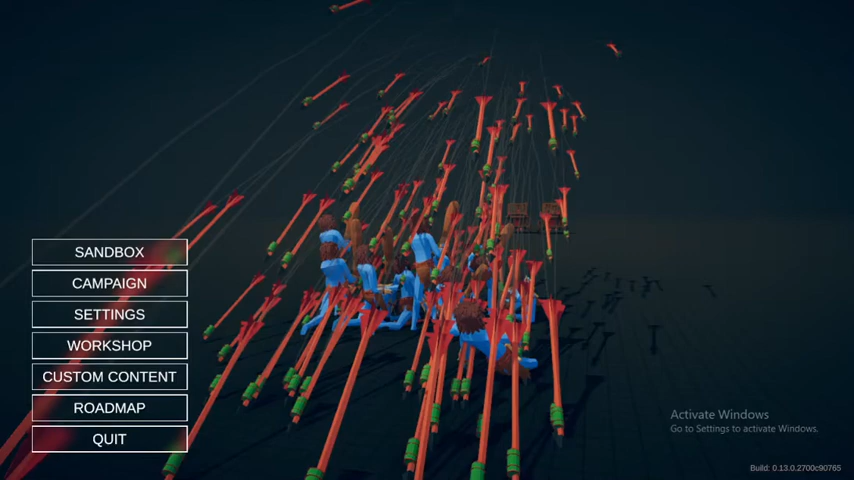 SANDBOX
CAMPAIGN
SETTINGS
WORKSHOP
CUSTOM CONTENT
ROADMAP
QUIT
Activate Windows
Go to Settings to activate Windows.
Build: 0.13.0.2700c90765